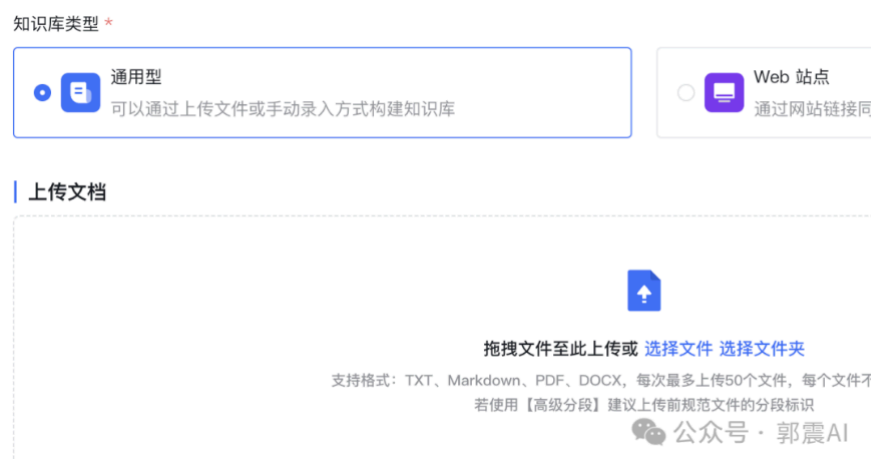 知识库类型 *
通用型
可以通过上传文件或手动录入方式构建知识库
Web 站点
通过网站链接同
上传文档
拖拽文件至此上传或 选择文件 选择文件夹
支持格式：TXT、Markdown、PDF、DOCX，每次最多上传50个文件，每个文件不
若使用【高级分段】建议上传前规范文件的分段标识
公众号 · 郭震AI